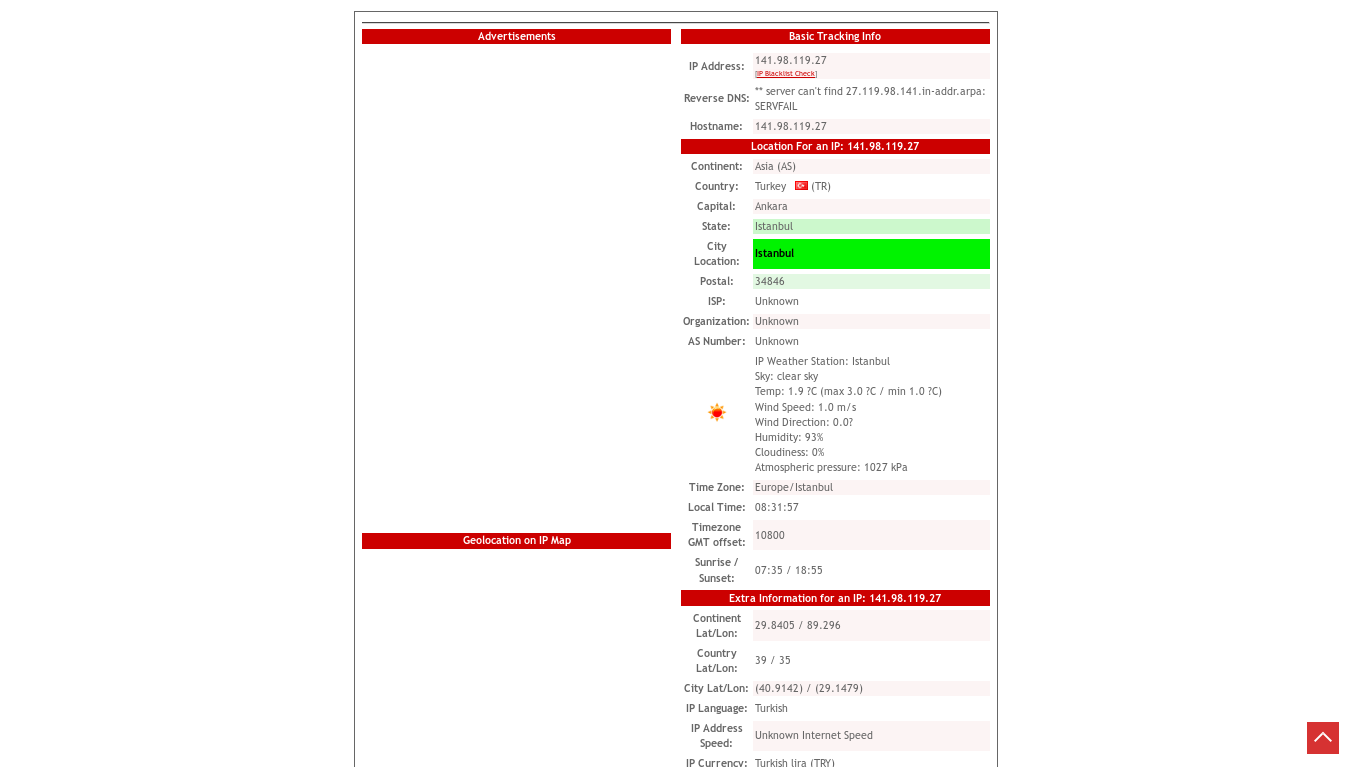 Advertisements
Geolocation on IP Map
Basic Tracking Info
IP Address: 141.98.119.27
[IP Blacklist Check]
Reverse DNS: ** server can't find 27.119.98.141.in-addr.arpa:
SERVFAIL
Hostname: 141.98.119.27
Location For an IP: 141.98.119.27
Continent: Asia (AS)
Country: Turkey (TR)
Capital: Ankara
State: Istanbul
City
Location: Istanbul
Postal: 34846
ISP: Unknown
Organization: Unknown
AS Number: Unknown
IP Weather Station: Istanbul
Sky: clear sky
Temp: 1.9 ?C (max 3.0 ?C / min 1.0 ?C)
Wind Speed: 1.0 m/s
Wind Direction: 0.0?
Humidity: 93%
Cloudiness: 0%
Atmospheric pressure: 1027 kPa
Time Zone: Europe/Istanbul
Local Time: 08:31:57
Timezone
GMT offset: 10800
Sunrise /
Sunset: 07:35 / 18:55
Extra Information for an IP: 141.98.119.27
Continent
Lat/Lon: 29.8405 / 89.296
Country
Lat/Lon: 39 / 35
City Lat/Lon: (40.9142) / (29.1479)
IP Language: Turkish
IP Address
Speed: Unknown Internet Speed
IP Currency: Turkish lira (TRY)